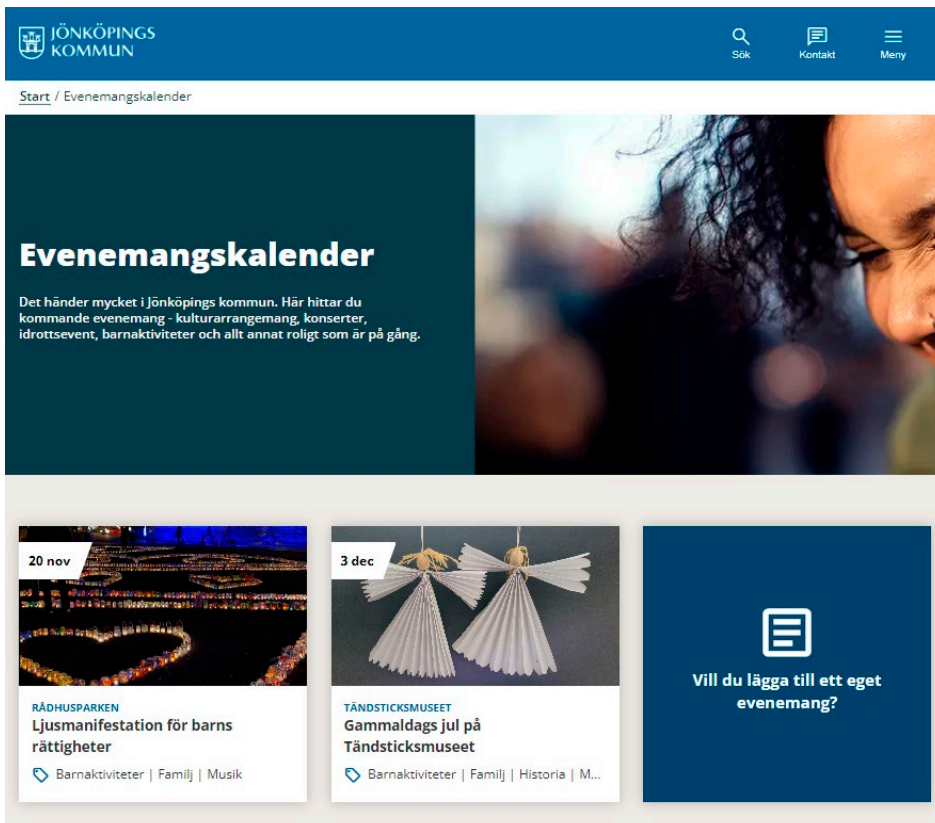 JÖNKÖPINGS
KOMMUN
Sök
Kontakt
Meny
Start / Evenemangskalender
Evenemangskalender
Det händer mycket i Jönköpings kommun. Här hittar du
kommande evenemang - kulturarrangemang, konserter,
idrottsevent, barnaktiviteter och allt annat roligt som är på gång.
20 nov
RÅDHUSPARKEN
Ljusmanifestation för barns
rättigheter
Barnaktiviteter | Familj | Musik
3 dec
TÄNDSTICKSMUSEET
Gammaldags jul på
Tändsticksmuseet
Barnaktiviteter | Familj | Historia | M...
Vill du lägga till ett eget
evenemang?